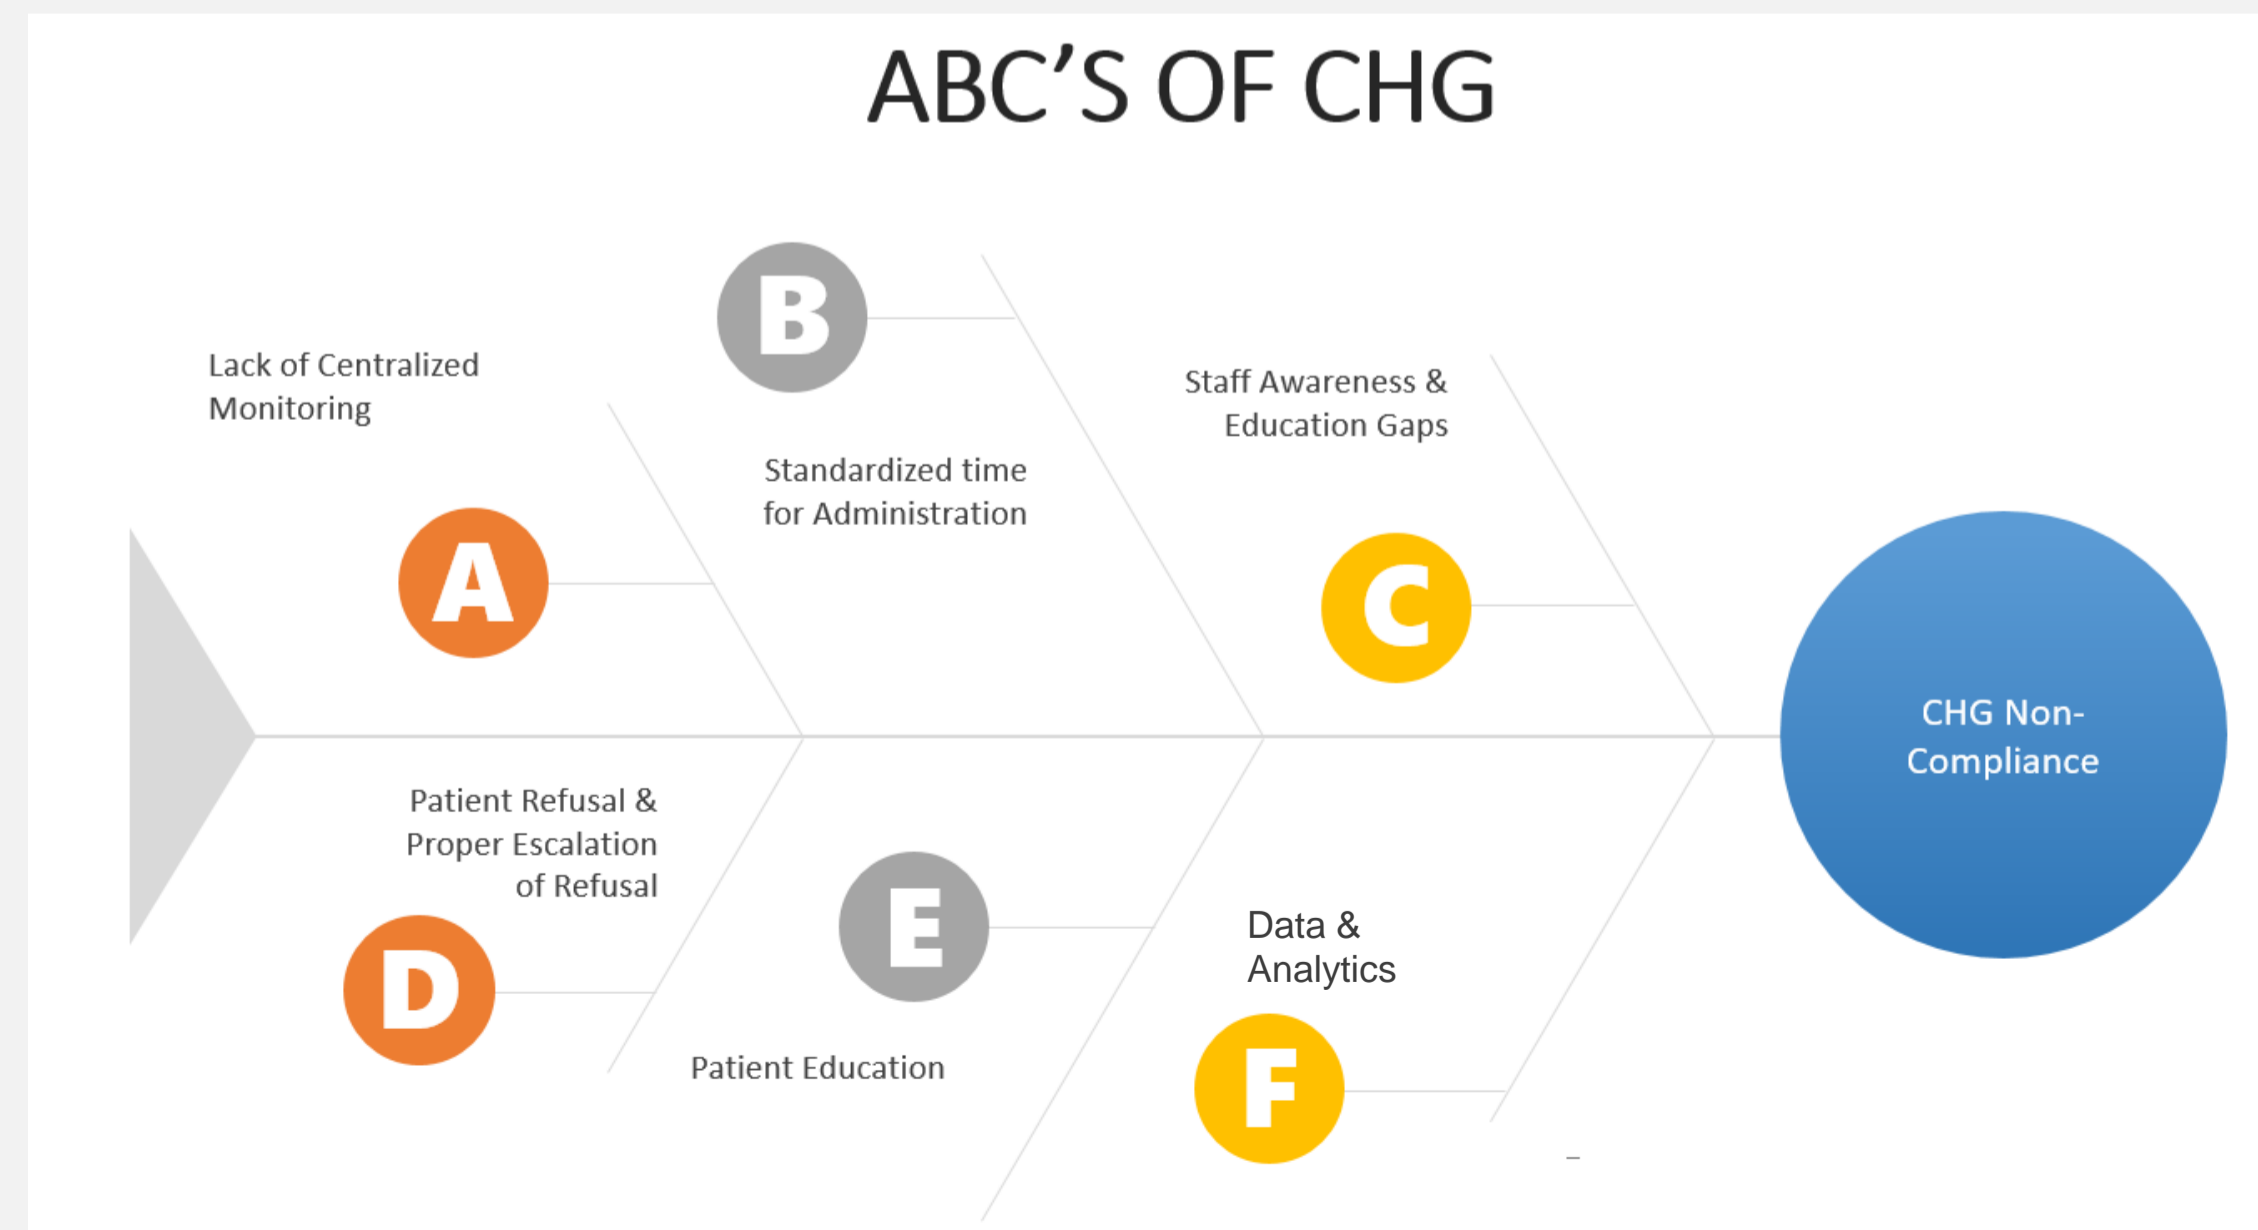 ABC’S OF CHG
B
Lack of Centralized
Monitoring
Staff Awareness &
Education Gaps
Standardized time
for Administration
A
C
CHG Non-
Compliance
Patient Refusal &
Proper Escalation
of Refusal
E
Data &
Analytics
D
Patient Education
F
–